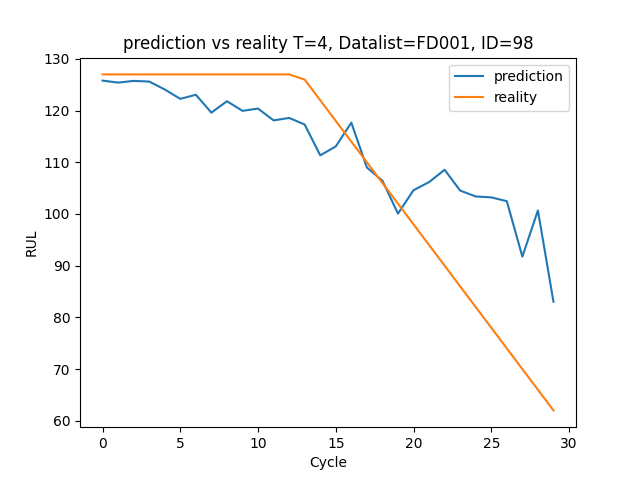 prediction vs reality T=4, Datalist=FD001, ID=98
prediction
reality
130
120
110
100
90
80
70
60
RUL
0 5 10 15 20 25 30
Cycle